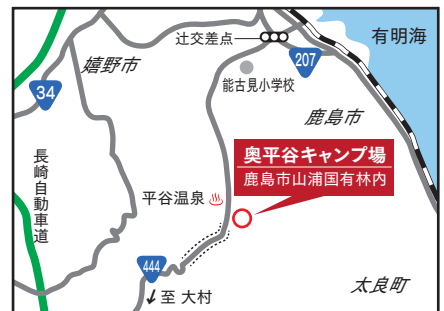 辻交差点
有明海
嬉野市
207
能古見小学校
34
鹿島市
奥平谷キャンプ場
鹿島市山浦国有林内
長崎自動車道
平谷温泉
444
至 大村
太良町